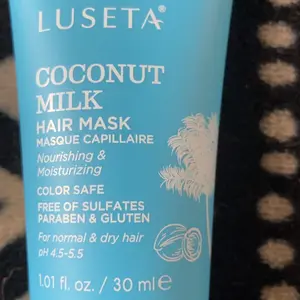 LUSETA®
COCONUT
MILK
HAIR MASK
MASQUE CAPILLAIRE
Nourishing &
Moisturizing
COLOR SAFE
FREE OF SULFATES
PARABEN & GLUTEN
For normal & dry hair
pH 4.5-5.5
1.01 fl. oz. / 30 ml e